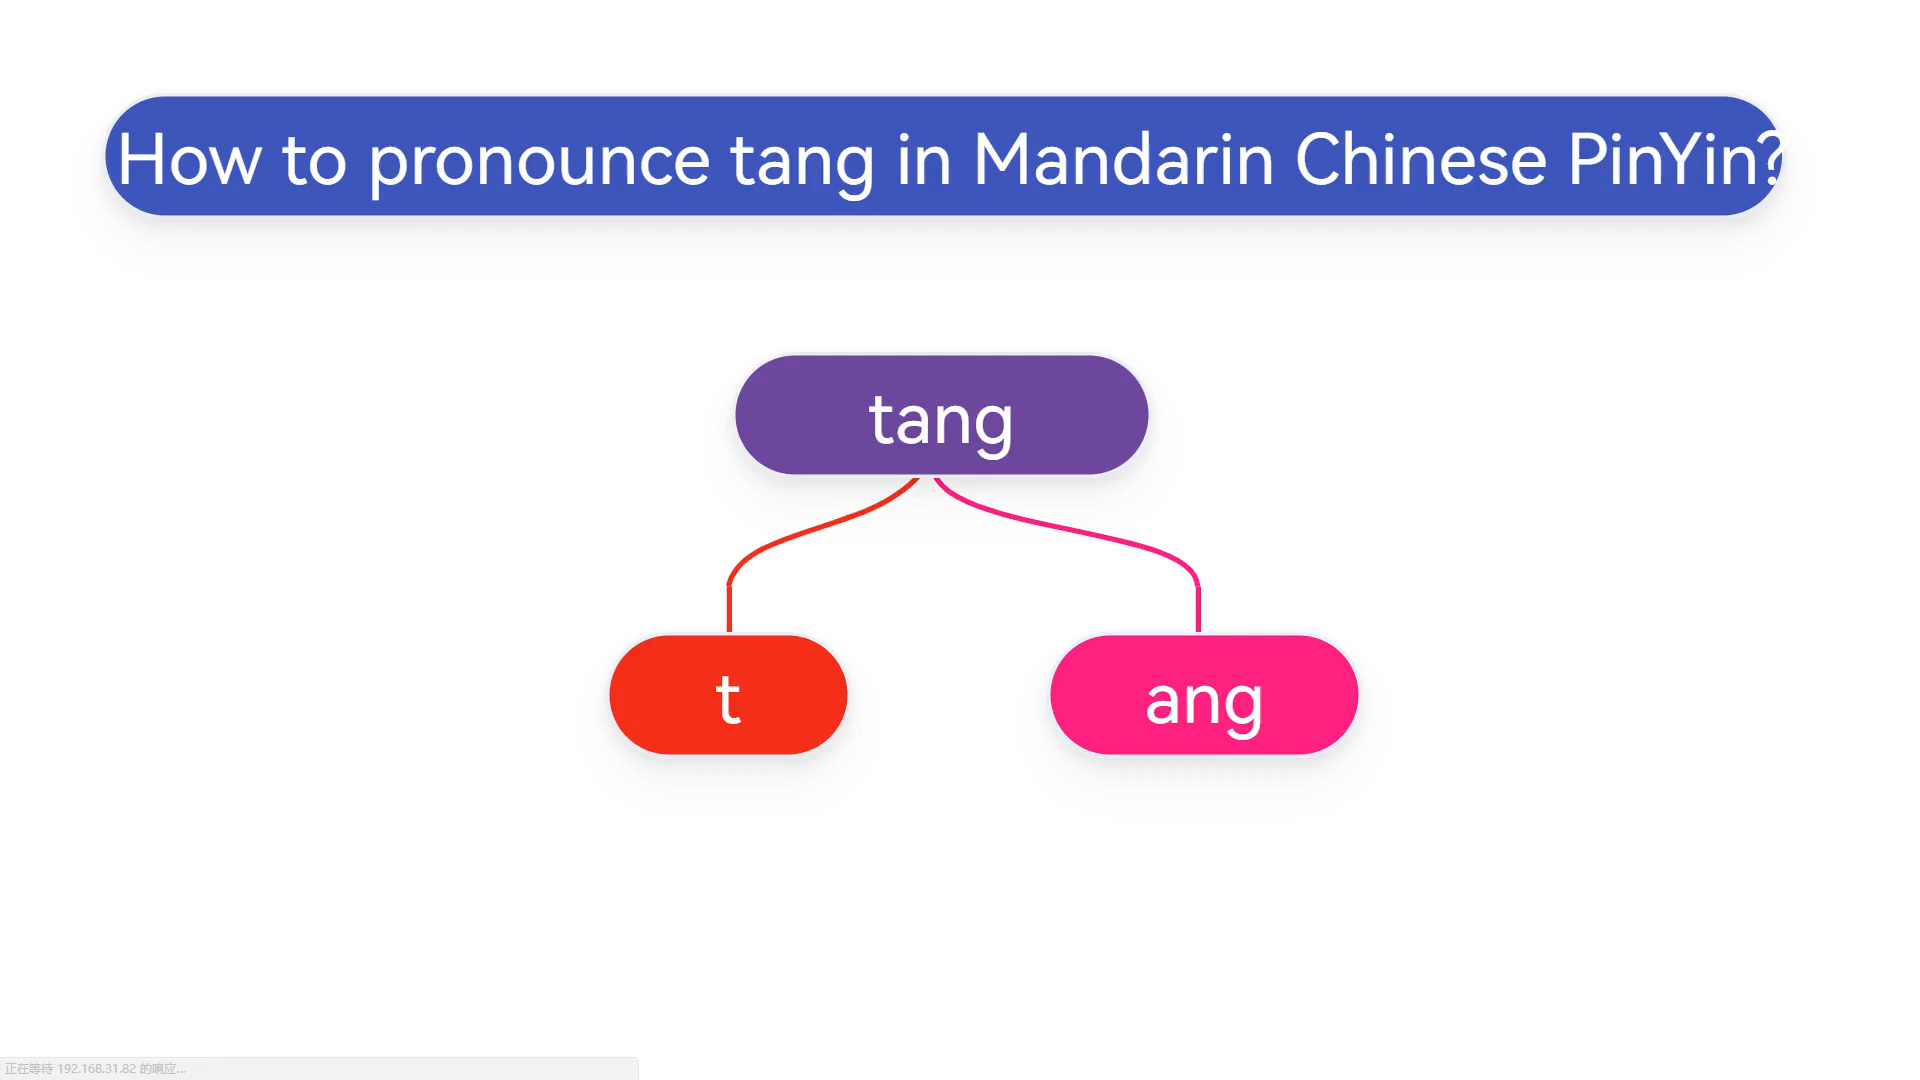 How to pronounce tang in Mandarin Chinese PinYin?
tang
t
ang
正在等待 192.168.31.82 的响应...